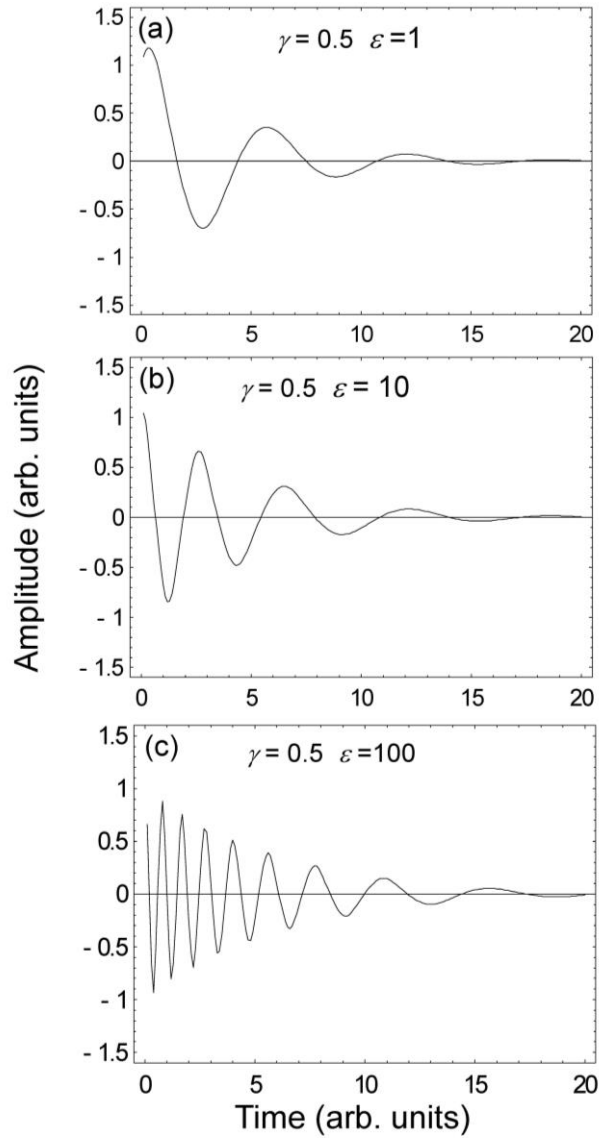 (a)
γ = 0.5 ε = 1
1.5
1
0.5
0
- 0.5
- 1
- 1.5
0 5 10 15 20
(b)
γ = 0.5 ε = 10
1.5
1
0.5
0
- 0.5
- 1
- 1.5
0 5 10 15 20
(c)
γ = 0.5 ε =100
1.5
1
0.5
0
- 0.5
- 1
- 1.5
0 5 10 15 20
Amplitude (arb. units)
Time (arb. units)